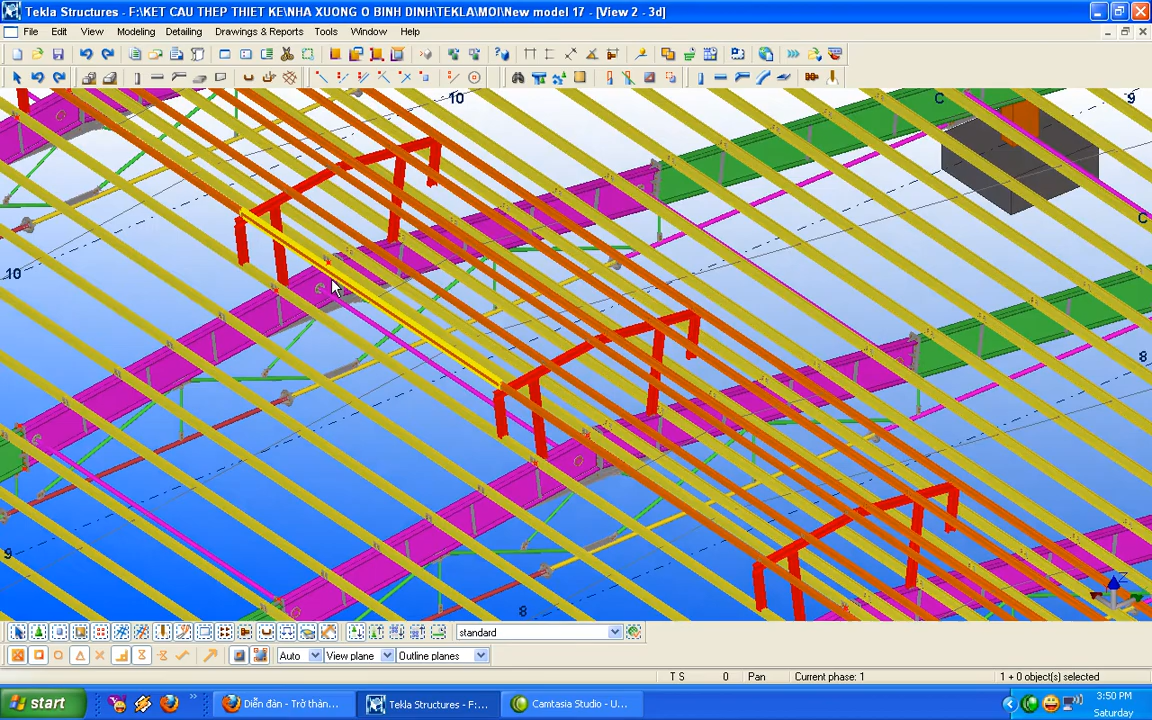 Tekla Structures - F:\KET CAU THEP THIET KE\NHA XUONG O BINH DINH\TEKLA\MOI\New model 17 - [View 2 - 3d]
File Edit View Modeling Detailing Drawings & Reports Tools Window Help
10 C 9
C
10
8
9
8
Z
standard
Auto View plane Outline planes
T S 0 Pan Current phase: 1 1 + 0 object(s) selected
start Diễn đàn - Trở thàn... Tekla Structures - F:... Camtasia Studio - U... 3:50 PM
Saturday